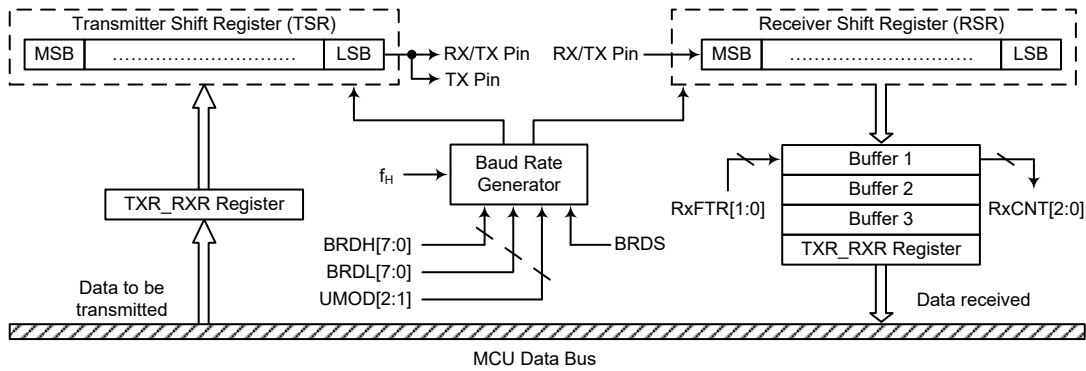 Transmitter Shift Register (TSR)
MSB ………………………… LSB
RX/TX Pin
TX Pin
Receiver Shift Register (RSR)
RX/TX Pin
MSB ………………………… LSB
Baud Rate
Generator
fH
BRDH[7:0]
BRDL[7:0]
UMOD[2:1]
BRDS
TXR_RXR Register
Data to be
transmitted
Buffer 1
Buffer 2
Buffer 3
TXR_RXR Register
RxFTR[1:0]
RxCNT[2:0]
Data received
MCU Data Bus